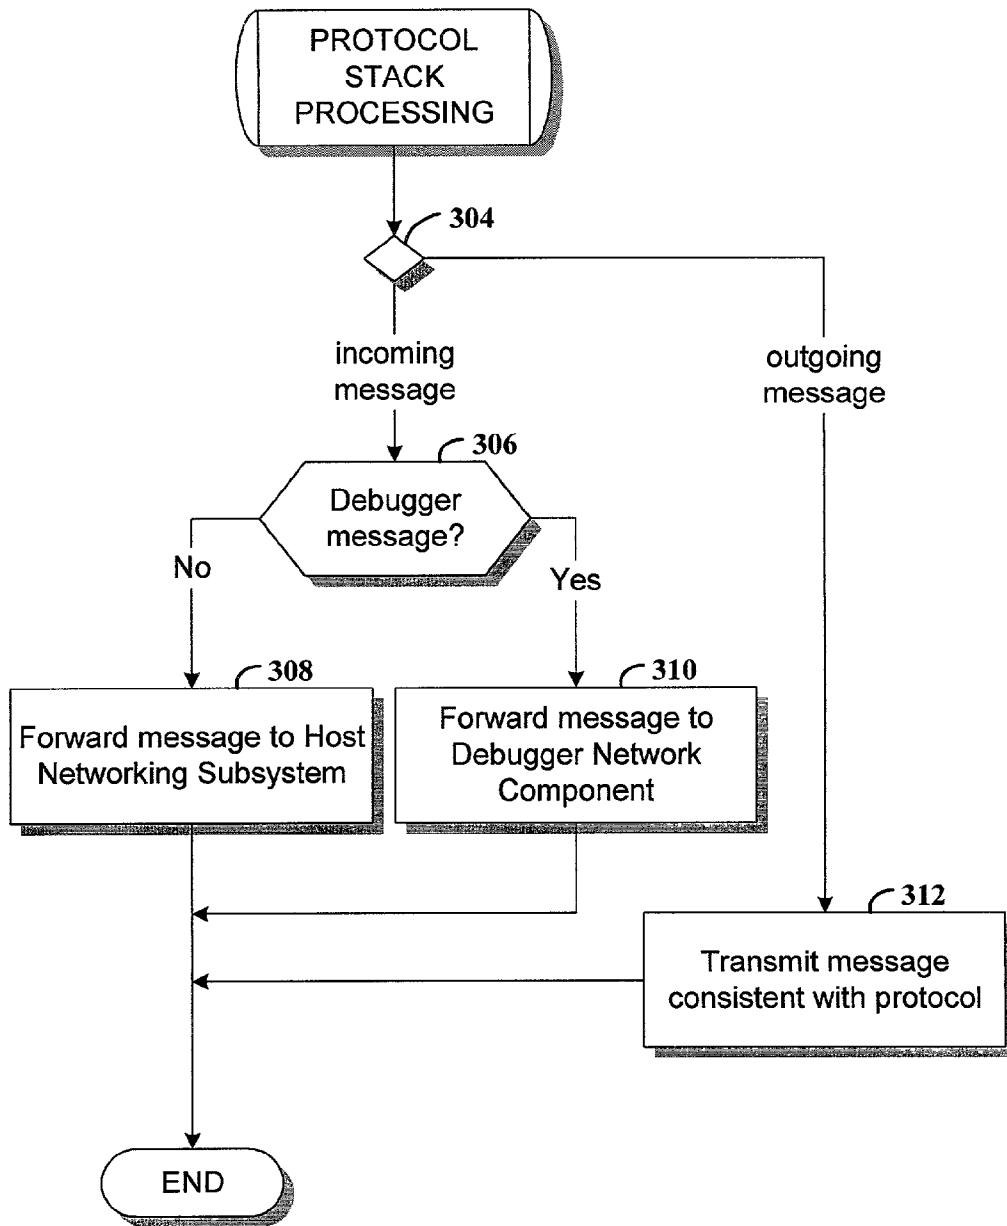 PROTOCOL
STACK
PROCESSING
304
incoming
message
outgoing
message
306
Debugger
message?
No
Yes
308
Forward message to Host
Networking Subsystem
310
Forward message to
Debugger Network
Component
312
Transmit message
consistent with protocol
END